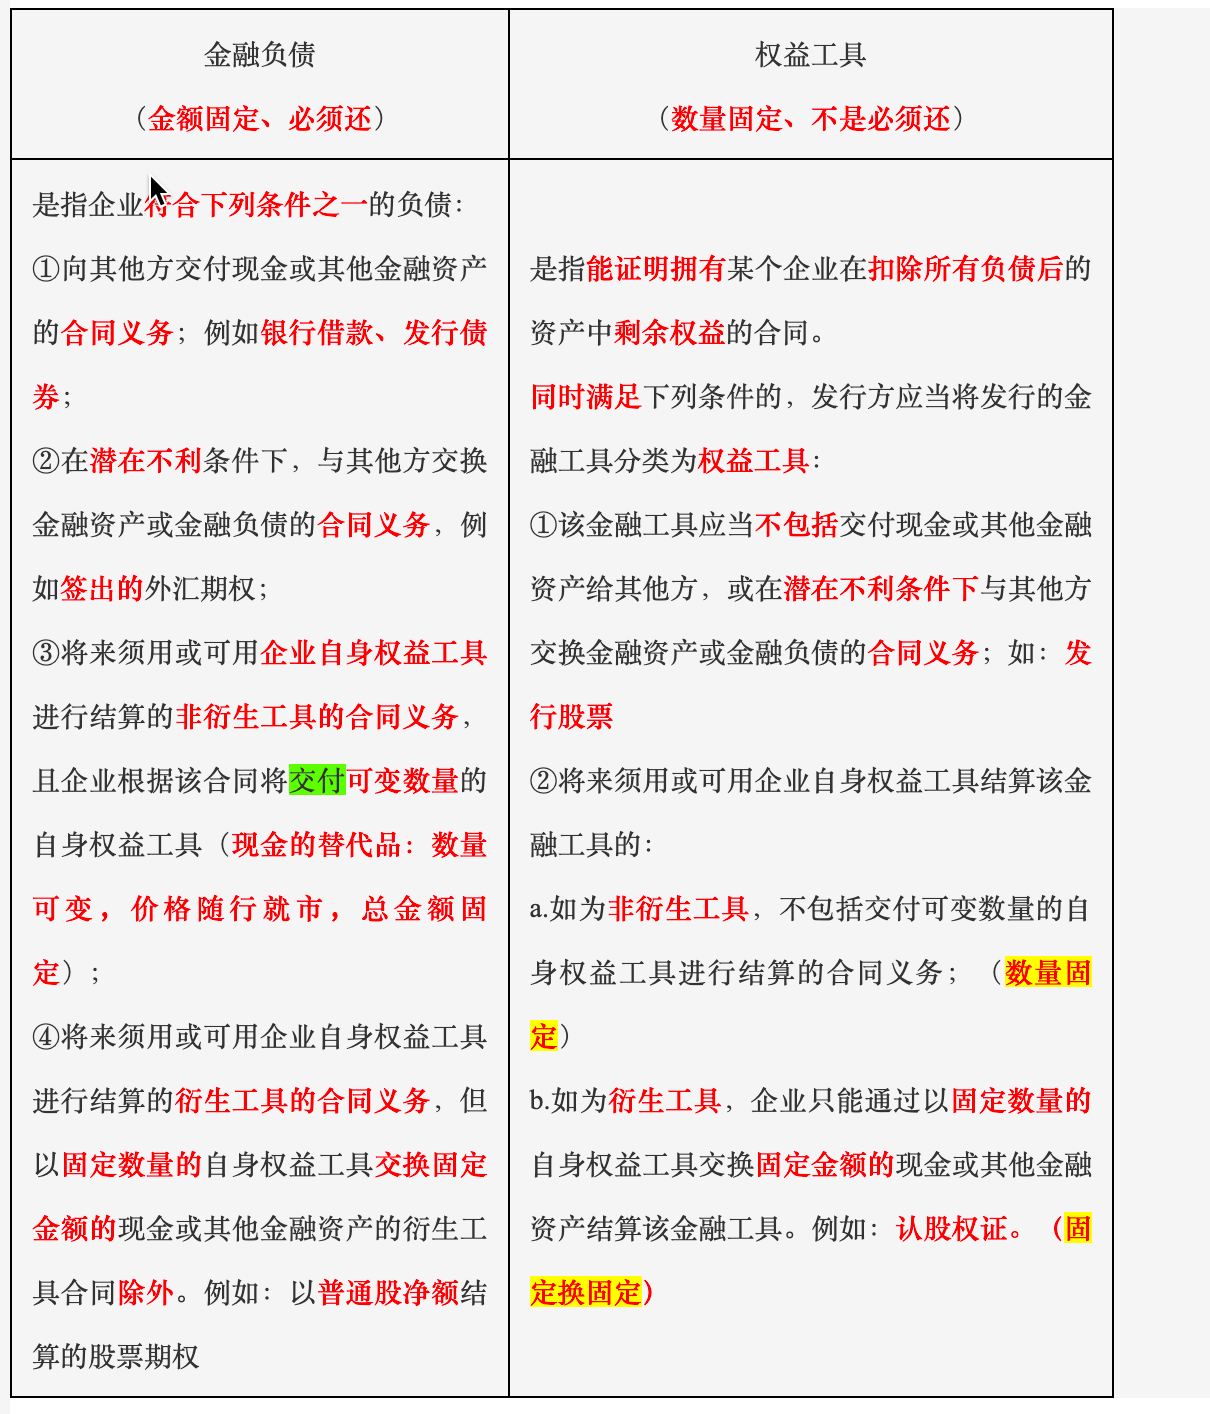 金融负债
（金额固定、必须还）
权益工具
（数量固定、不是必须还）
是指企业符合下列条件之一的负债：
①向其他方交付现金或其他金融资产
的合同义务；例如银行借款、发行债
券；
②在潜在不利条件下，与其他方交换
金融资产或金融负债的合同义务，例
如签出的外汇期权；
③将来须用或可用企业自身权益工具
进行结算的非衍生工具的合同义务，
且企业根据该合同将交付可变数量的
自身权益工具（现金的替代品：数量
可变，价格随行就市，总金额固
定）；
④将来须用或可用企业自身权益工具
进行结算的衍生工具的合同义务，但
以固定数量的自身权益工具交换固定
金额的现金或其他金融资产的衍生工
具合同除外。例如：以普通股净额结
算的股票期权
是指能证明拥有某个企业在扣除所有负债后的
资产中剩余权益的合同。
同时满足下列条件的，发行方应当将发行的金
融工具分类为权益工具：
①该金融工具应当不包括交付现金或其他金融
资产给其他方，或在潜在不利条件下与其他方
交换金融资产或金融负债的合同义务；如：发
行股票
②将来须用或可用企业自身权益工具结算该金
融工具的：
a.如为非衍生工具，不包括交付可变数量的自
身权益工具进行结算的合同义务；（数量固
定）
b.如为衍生工具，企业只能通过以固定数量的
自身权益工具交换固定金额的现金或其他金融
资产结算该金融工具。例如：认股权证。（固
定换固定）